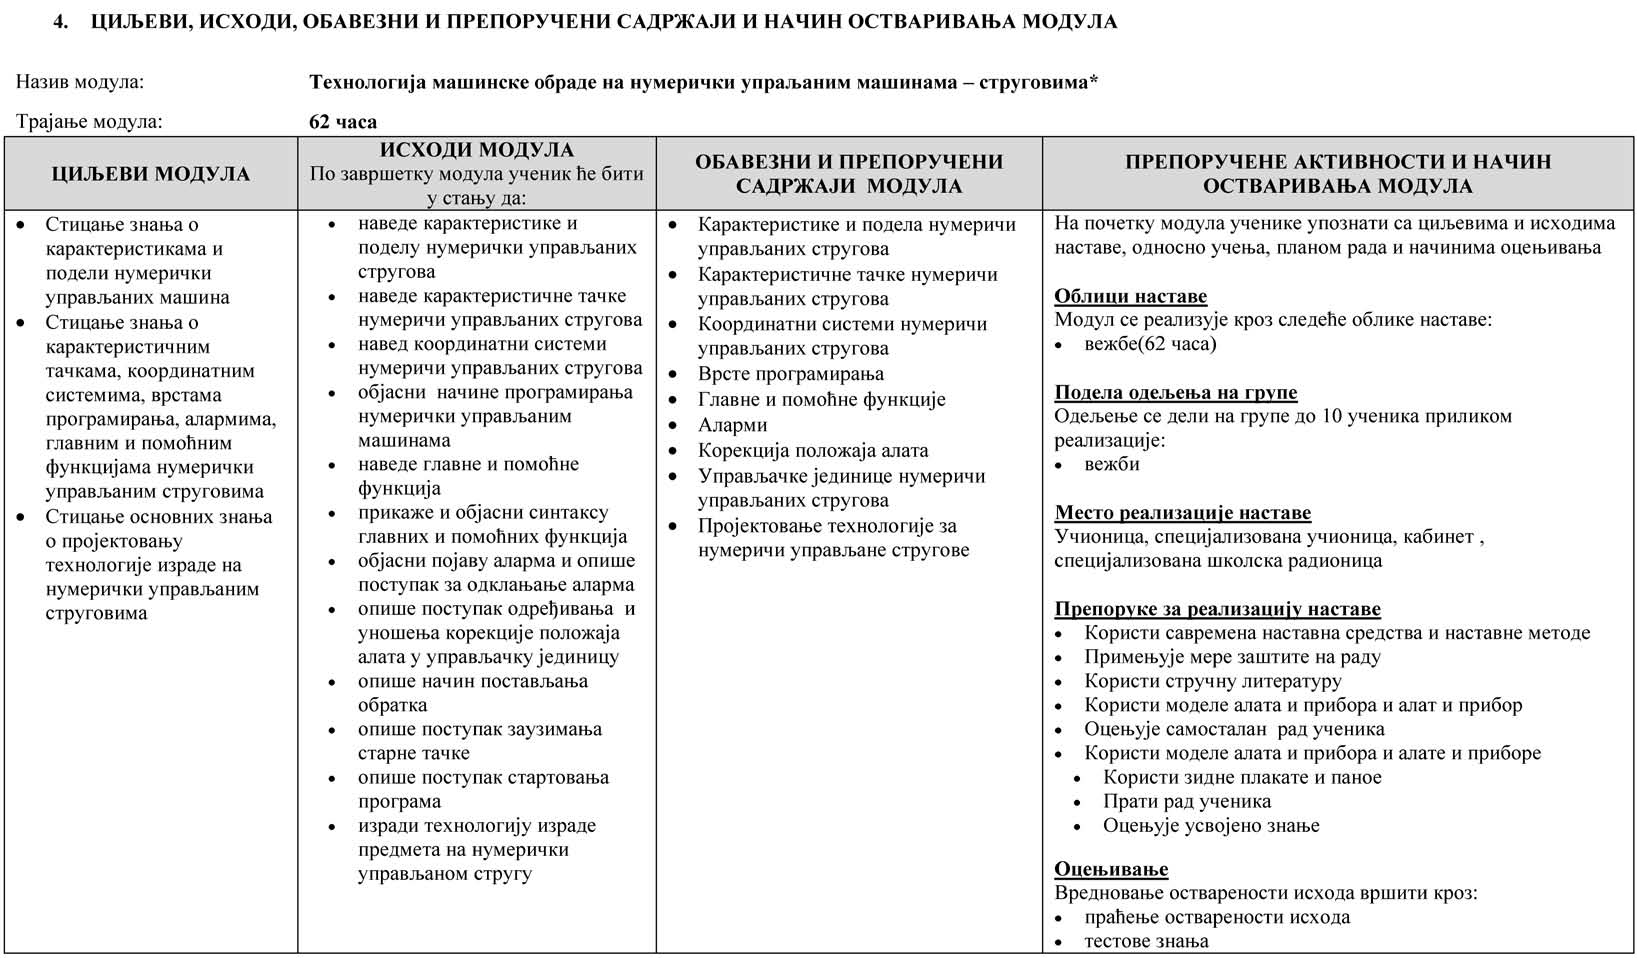 4. ЦИЉЕВИ, ИСХОДИ, ОБАВЕЗНИ И ПРЕПОРУЧЕНИ САДРЖАЈИ И НАЧИН ОСТВАРИВАЊА МОДУЛА
Назив модула: Технологија машинске обраде на нумерички упраљаним машинама – струговима*
Трајање модула: 62 часа
ЦИЉЕВИ МОДУЛА
ИСХОДИ МОДУЛА
По завршетку модула ученик ће бити
у стању да:
ОБАВЕЗНИ И ПРЕПОРУЧЕНИ
САДРЖАЈИ МОДУЛА
ПРЕПОРУЧЕНЕ АКТИВНОСТИ И НАЧИН
ОСТВАРИВАЊА МОДУЛА
• Стицање знања о
карактеристикама и
подели нумерички
управљаних машина
• Стицање знања о
карактеристичним
тачкама, координатним
системима, врстама
програмирања, алармима,
главним и помоћним
функцијама нумерички
управљаним струговима
• Стицање основних знања
о пројектовању
технологије израде на
нумерички управљаним
струговима
• наведе карактеристике и
поделу нумерички управљаних
стругова
• наведе карактеристичне тачке
нумеричи управљаних стругова
• навед координатни системи
нумеричи управљаних стругова
• објасни начине програмирања
нумерички управљаним
машинама
• наведе главне и помоћне
функција
• прикаже и објасни синтаксу
главних и помоћних функција
• објасни појаву аларма и опише
поступак за одклањање аларма
• опише поступак одређивања и
уношења корекције положаја
алата у управљачку јединицу
• опише начин постављања
обратка
• опише поступак заузимања
старне тачке
• опише поступак стартовања
програма
• изради технологију израде
предмета на нумерички
управљаном стругу
• Карактеристике и подела нумеричи
управљаних стругова
• Карактеристичне тачке нумеричи
управљаних стругова
• Координатни системи нумеричи
управљаних стругова
• Врсте програмирања
• Главне и помоћне функције
• Аларми
• Корекција положаја алата
• Управљачке јединице нумеричи
управљаних стругова
• Пројектовање технологије за
нумеричи управљане стругове
На почетку модула ученике упознати са циљевима и исходима
наставе, односно учења, планом рада и начинима оцењивања
Облици наставе
Модул се реализује кроз следеће облике наставе:
• вежбе(62 часа)
Подела одељења на групе
Одељење се дели на групе до 10 ученика приликом
реализације:
• вежби
Место реализације наставе
Учионица, специјализована учионица, кабинет ,
специјализована школска радионица
Препоруке за реализацију наставе
• Користи савремена наставна средства и наставне методе
• Примењује мере заштите на раду
• Користи стручну литературу
• Користи моделе алата и прибора и алат и прибор
• Оцењује самосталан рад ученика
• Користи моделе алата и прибора и алате и приборе
• Користи зидне плакате и паное
• Прати рад ученика
• Оцењује усвојено знање
Оцењивање
Вредновање остварености исхода вршити кроз:
• праћење остварености исхода
• тестове знања